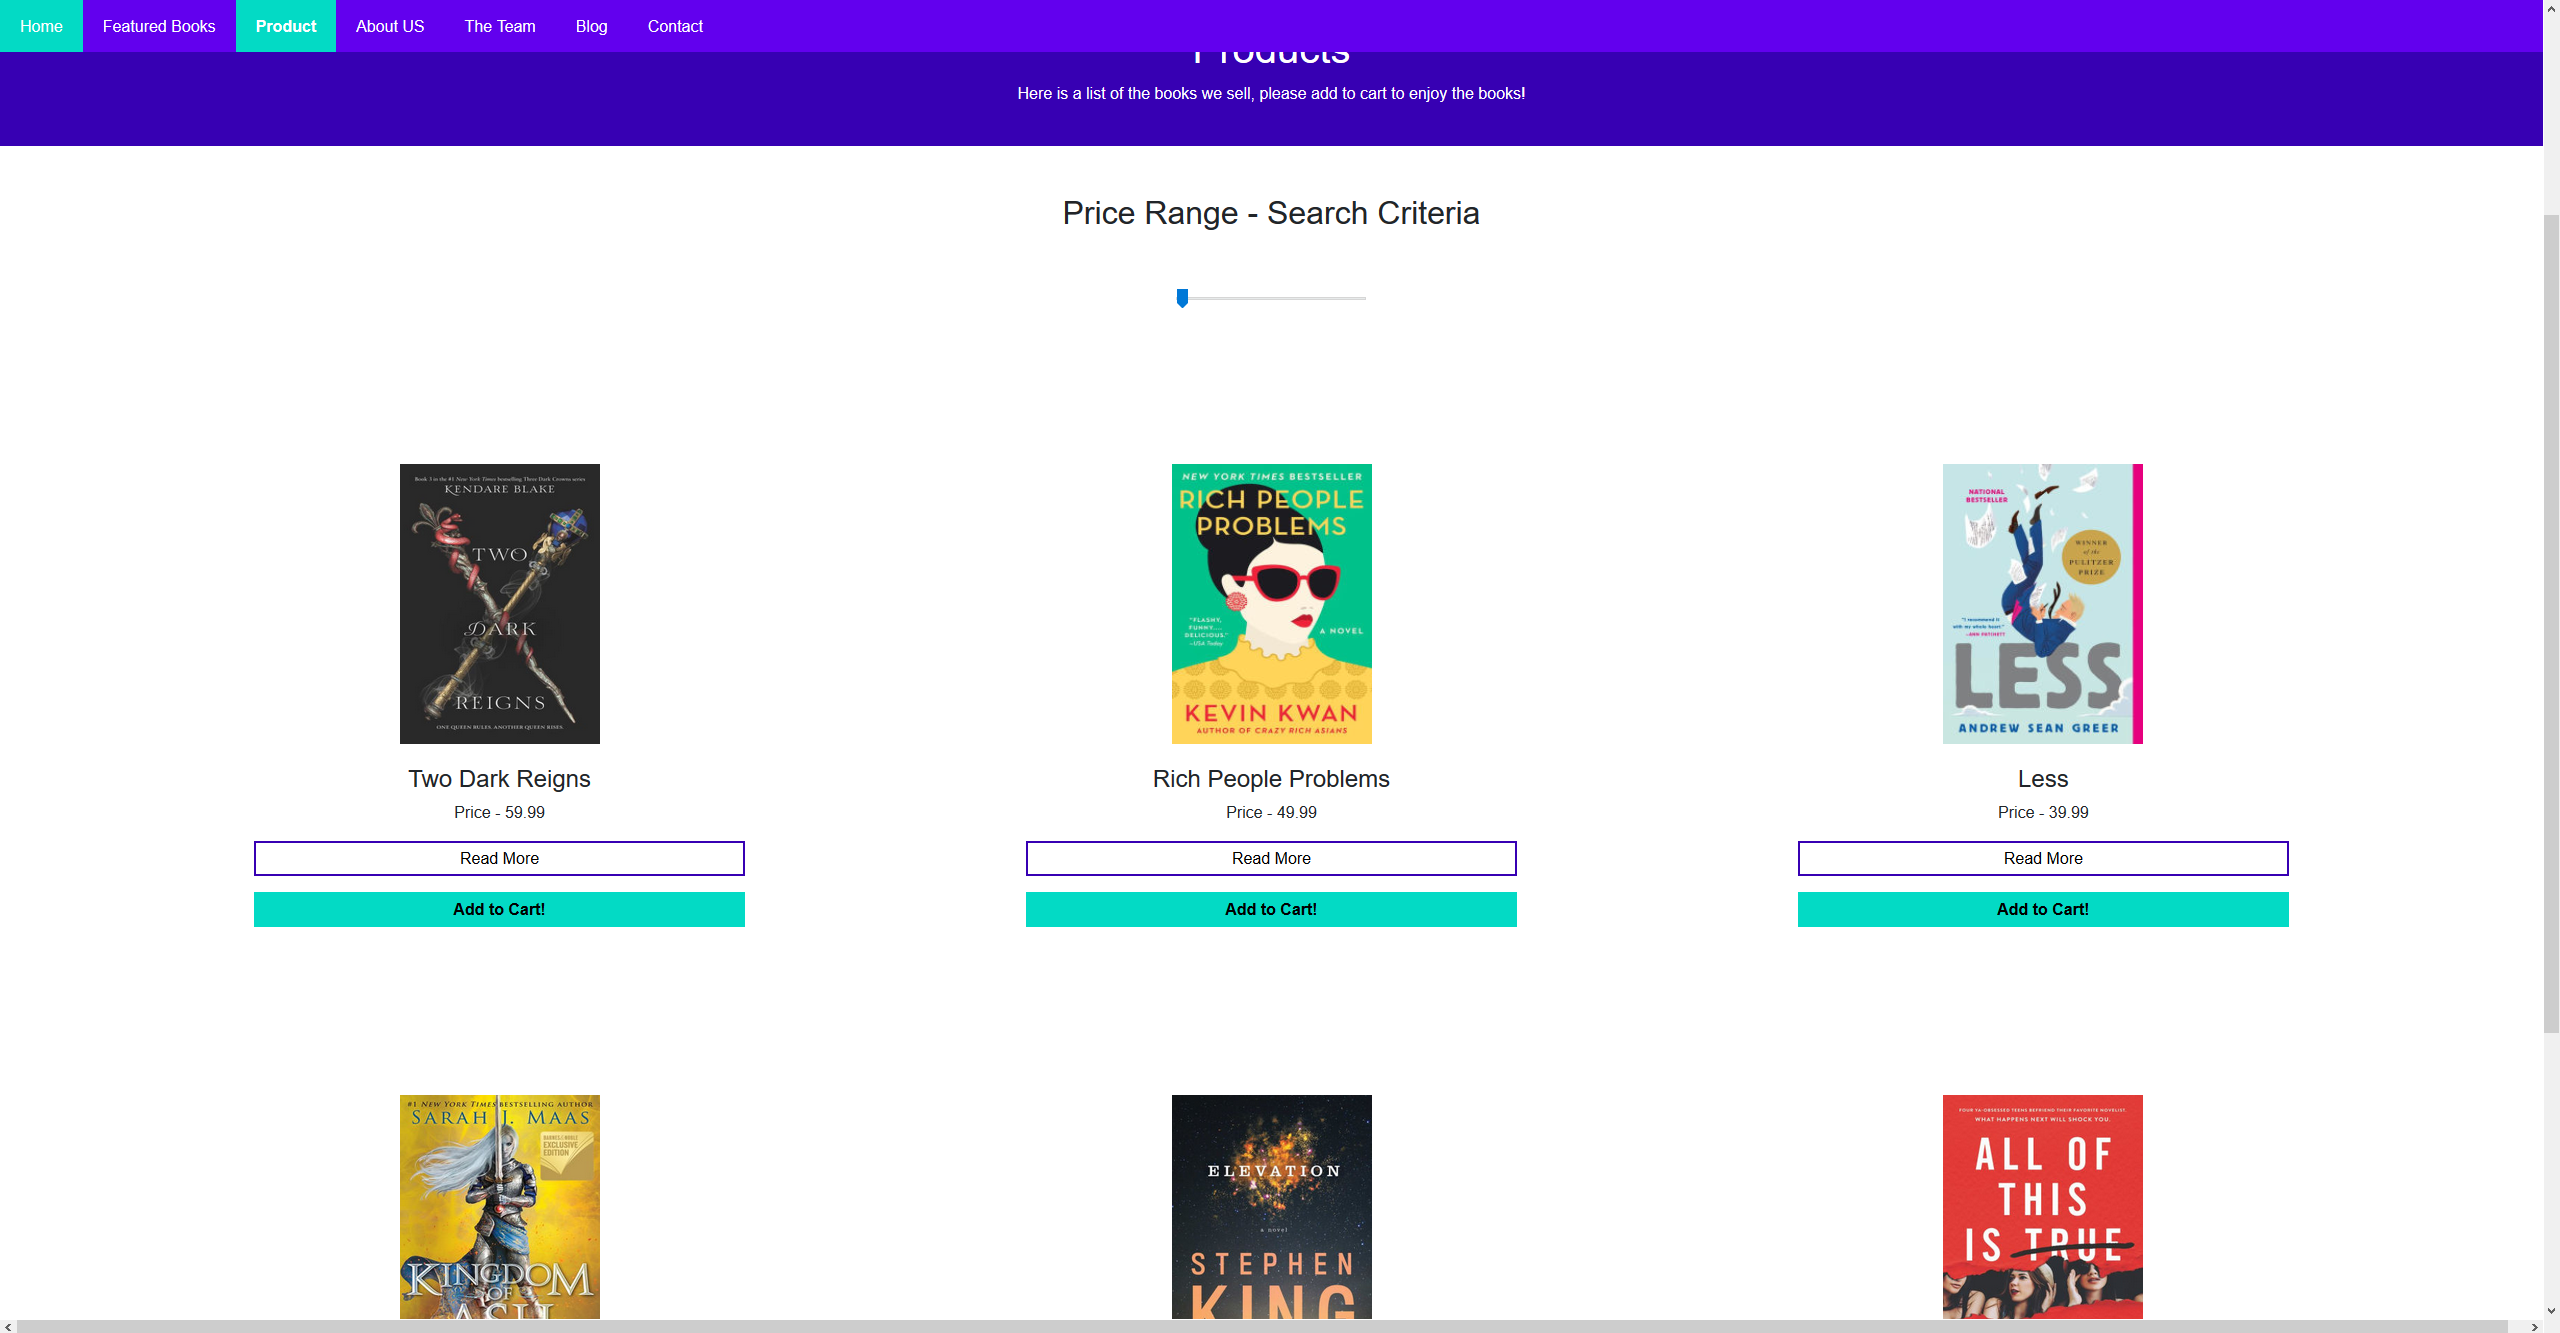 Home Featured Books Product About US The Team Blog Contact
Products
Here is a list of the books we sell, please add to cart to enjoy the books!
Price Range - Search Criteria
Book 3 in the #1 New York Times bestselling Three Dark Crowns series
KENDARE BLAKE
TWO
DARK
REIGNS
ONE QUEEN RULES. ANOTHER QUEEN RISES.
Two Dark Reigns
Price - 59.99
Read More
Add to Cart!
NEW YORK TIMES BESTSELLER
RICH PEOPLE
PROBLEMS
"FLASHY,
FUNNY....
DELICIOUS."
—USA Today
A NOVEL
KEVIN KWAN
AUTHOR OF CRAZY RICH ASIANS
Rich People Problems
Price - 49.99
Read More
Add to Cart!
NATIONAL
BESTSELLER
WINNER
of the
PULITZER
PRIZE
"I recommend it
with my whole heart."
—ANN PATCHETT
LESS
ANDREW SEAN GREER
Less
Price - 39.99
Read More
Add to Cart!
#1 NEW YORK TIMES BESTSELLING AUTHOR
SARAH J. MAAS
BARNES & NOBLE
EXCLUSIVE
EDITION
KINGDOM
OF
ASH
ELEVATION
a novel
STEPHEN
KING
FOUR YA-OBSESSED TEENS BEFRIEND THEIR FAVORITE NOVELIST.
WHAT HAPPENS NEXT WILL SHOCK YOU.
ALL OF
THIS
IS TRUE